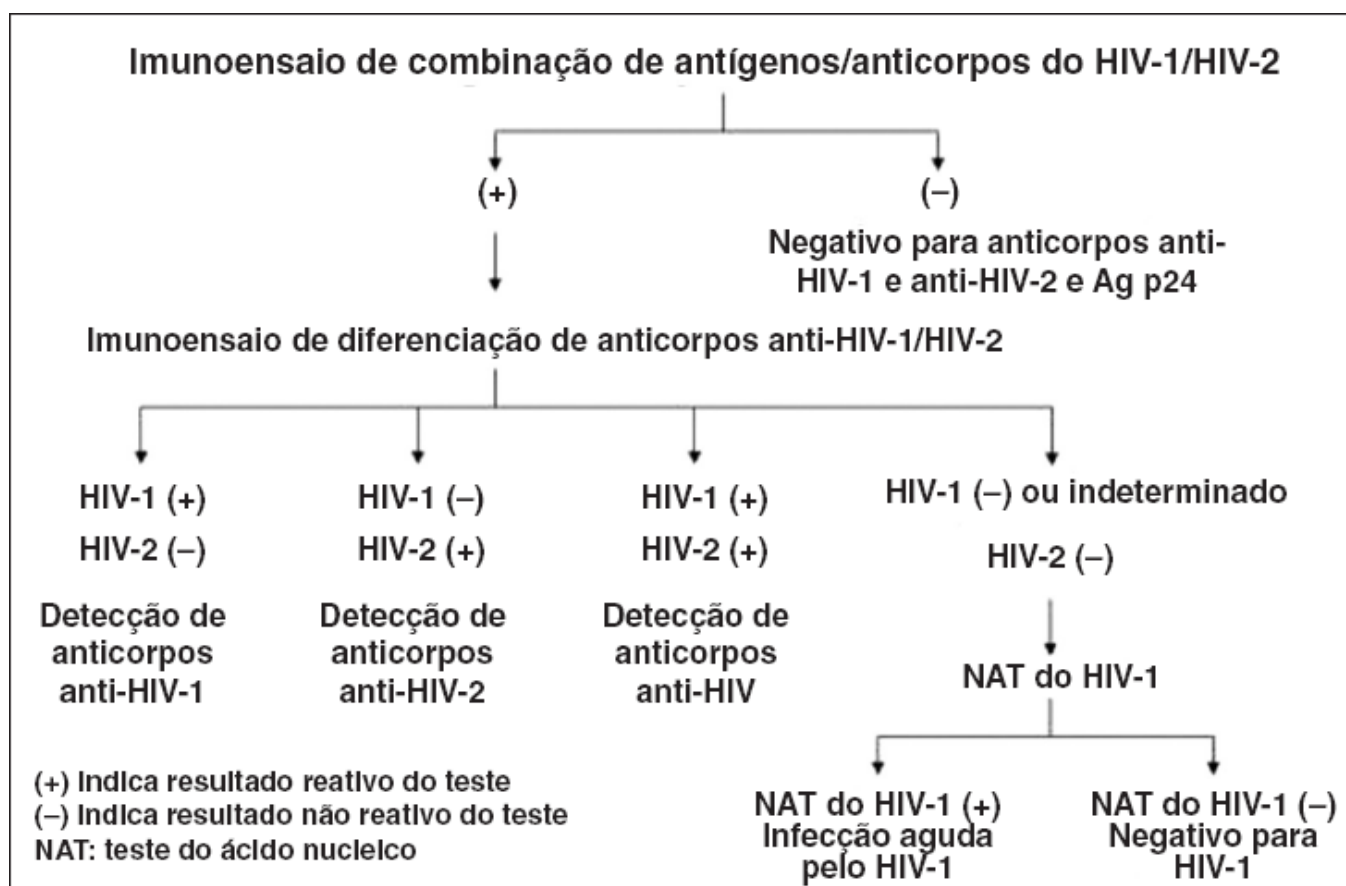 Imunoensaio de combinação de antígenos/anticorpos do HIV-1/HIV-2
(+)
(–)
Negativo para anticorpos anti-
HIV-1 e anti-HIV-2 e Ag p24
Imunoensaio de diferenciação de anticorpos anti-HIV-1/HIV-2
HIV-1 (+)
HIV-2 (–)
Detecção de
anticorpos
anti-HIV-1
HIV-1 (–)
HIV-2 (+)
Detecção de
anticorpos
anti-HIV-2
HIV-1 (+)
HIV-2 (+)
Detecção de
anticorpos
anti-HIV
HIV-1 (–) ou indeterminado
HIV-2 (–)
NAT do HIV-1
NAT do HIV-1 (+)
Infecção aguda
pelo HIV-1
NAT do HIV-1 (–)
Negativo para
HIV-1
(+) Indica resultado reativo do teste
(–) Indica resultado não reativo do teste
NAT: teste do ácido nucleico